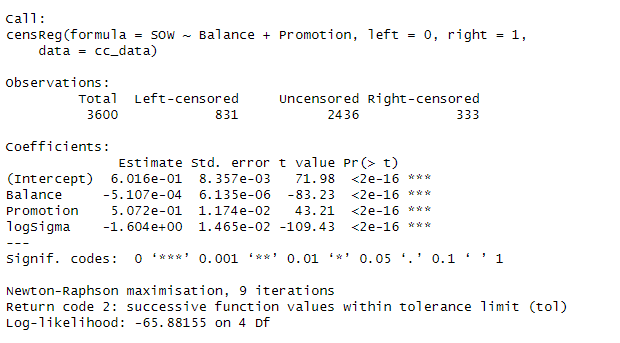 Call:
censReg(formula = SOW ~ Balance + Promotion, left = 0, right = 1,
    data = cc_data)
Observations:
         Total  Left-censored     Uncensored Right-censored
          3600            831           2436            333
Coefficients:
              Estimate Std. error t value Pr(> t)
(Intercept)  6.016e-01  8.357e-03   71.98  <2e-16 ***
Balance     -5.107e-04  6.135e-06  -83.23  <2e-16 ***
Promotion    5.072e-01  1.174e-02   43.21  <2e-16 ***
logSigma    -1.604e+00  1.465e-02 -109.43  <2e-16 ***
---
Signif. codes:  0 ‘***’ 0.001 ‘**’ 0.01 ‘*’ 0.05 ‘.’ 0.1 ‘ ’ 1
Newton-Raphson maximisation, 9 iterations
Return code 2: successive function values within tolerance limit (tol)
Log-likelihood: -65.88155 on 4 Df